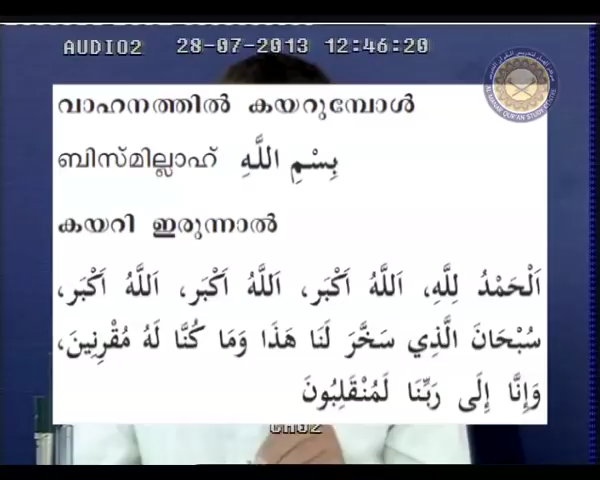 AUDIO2 28-07-2013 12:46:20
വാഹനത്തിൽ കയറുമ്പോൾ
ബിസ്മില്ലാഹ് بِسْمِ اللَّهِ
കയറി ഇരുന്നാൽ
اَلْحَمْدُ لِلَّهِ، اَللَّهُ اَكْبَر، اَللَّهُ اَكْبَر، اَللَّهُ اَكْبَر،
سُبْحَانَ الَّذِي سَخَّرَ لَنَا هَذَا وَمَا كُنَّا لَهُ مُقْرِنِينَ،
وَإِنَّا إِلَى رَبِّنَا لَمُنْقَلِبُونَ